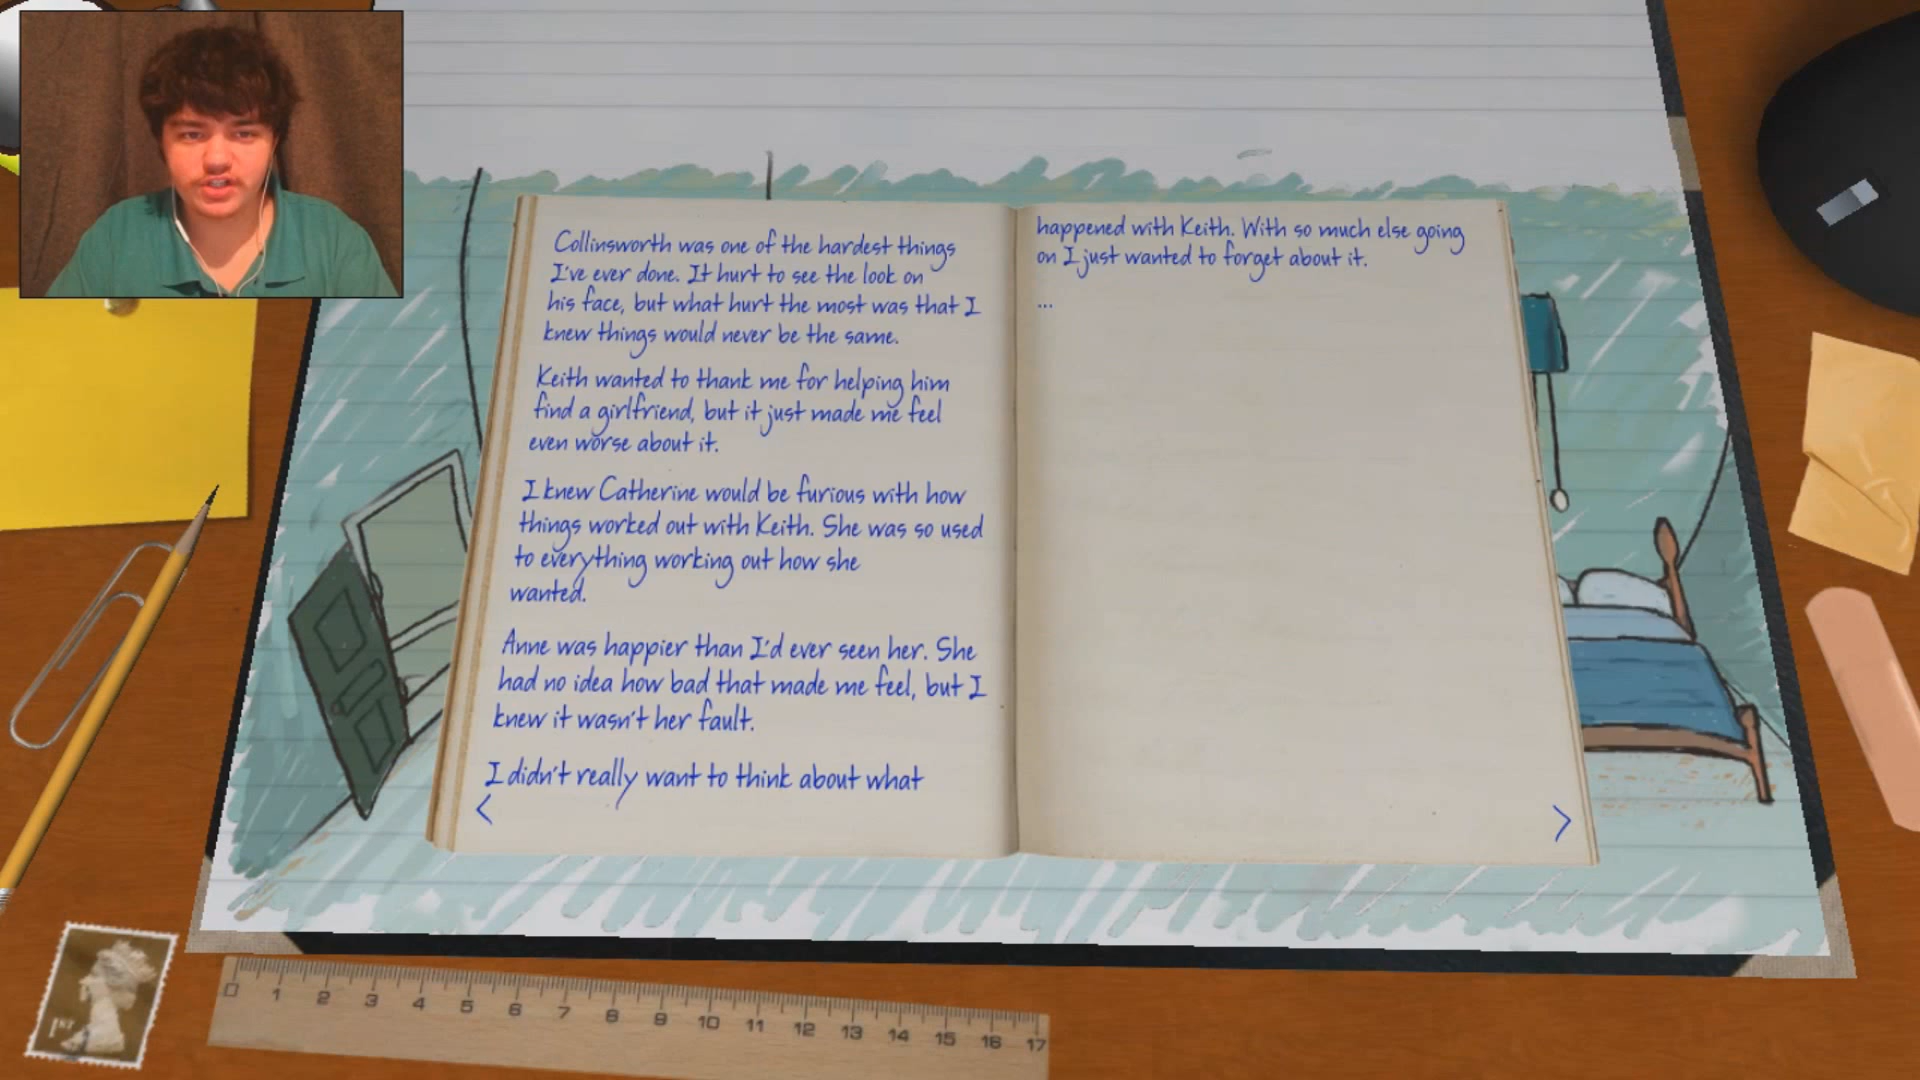 Collinsworth was one of the hardest things
I've ever done. It hurt to see the look on
his face, but what hurt the most was that I
knew things would never be the same.
Keith wanted to thank me for helping him
find a girlfriend, but it just made me feel
even worse about it.
I knew Catherine would be furious with how
things worked out with Keith. She was so used
to everything working out how she
wanted.
Anne was happier than I'd ever seen her. She
had no idea how bad that made me feel, but I
knew it wasn't her fault.
I didn't really want to think about what
<
happened with Keith. With so much else going
on I just wanted to forget about it.
...
>
1ST
0 1 2 3 4 5 6 7 8 9 10 11 12 13 14 15 16 17